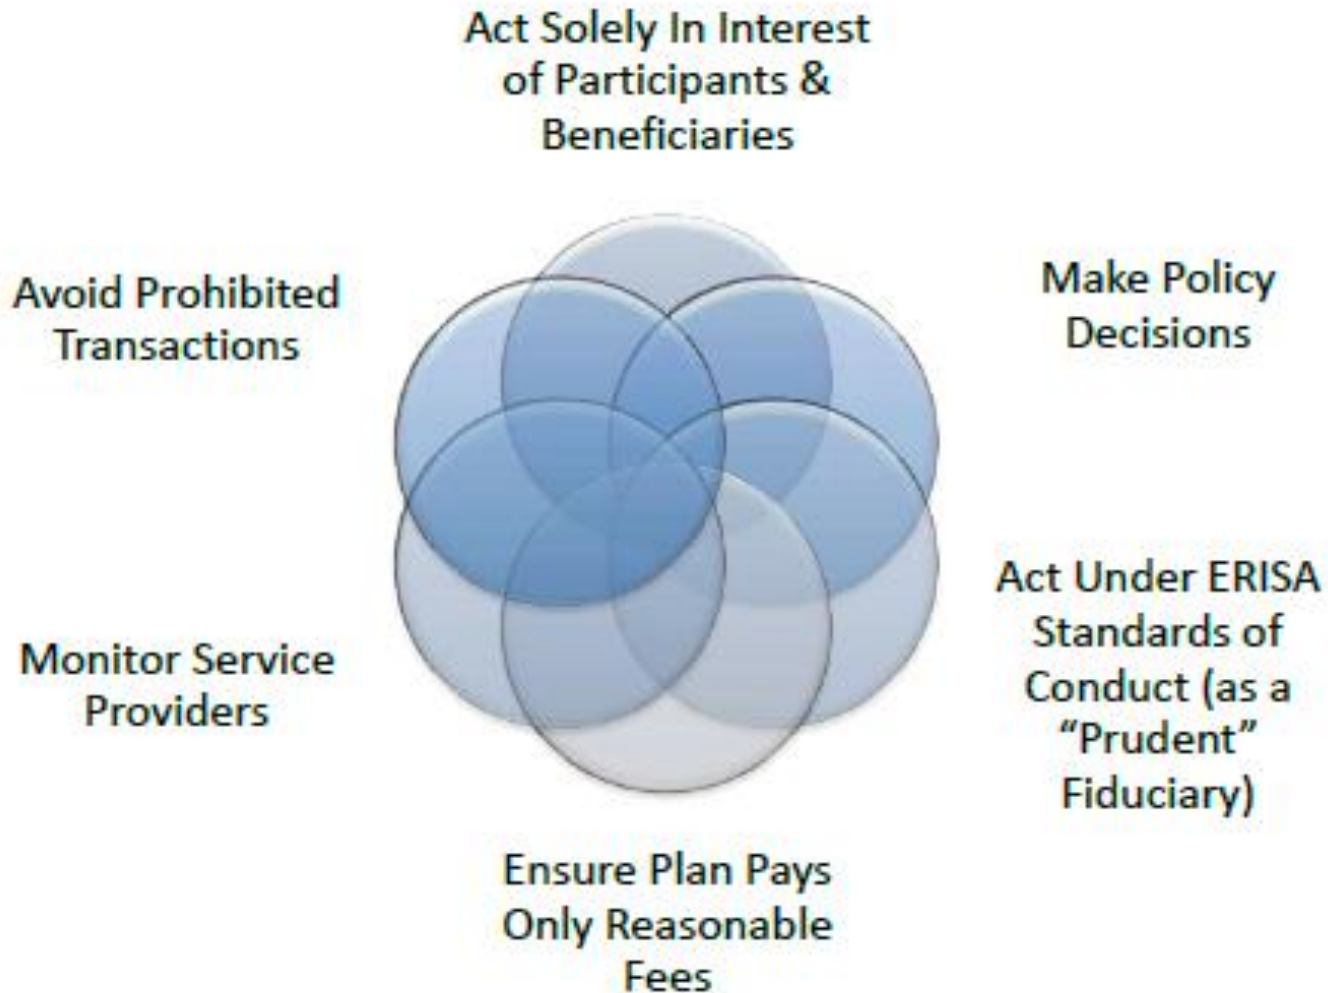 Act Solely In Interest
of Participants &
Beneficiaries
Make Policy
Decisions
Act Under ERISA
Standards of
Conduct (as a
“Prudent”
Fiduciary)
Ensure Plan Pays
Only Reasonable
Fees
Monitor Service
Providers
Avoid Prohibited
Transactions